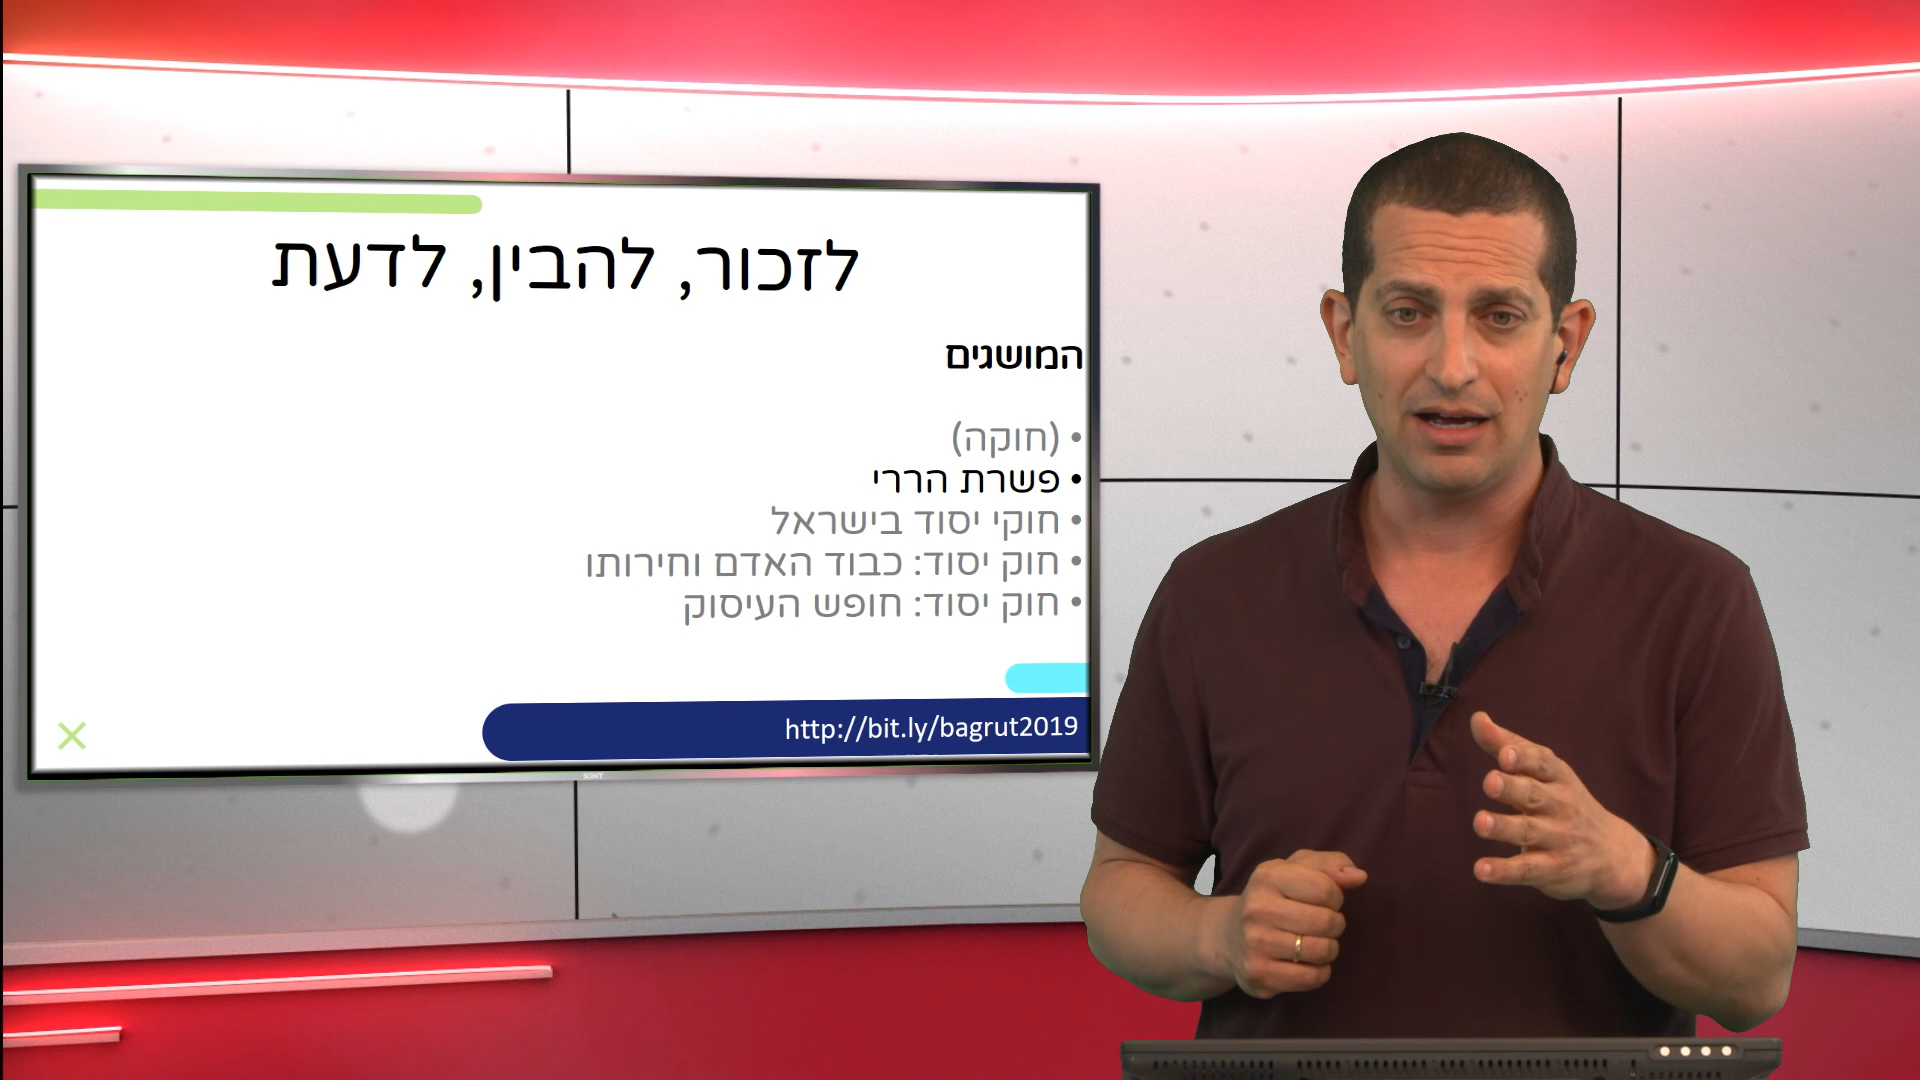 לזכור, להבין, לדעת
המושגים
• (חוקה)
• פשרת הררי
• חוקי יסוד בישראל
• חוק יסוד: כבוד האדם וחירותו
• חוק יסוד: חופש העיסוק
http://bit.ly/bagrut2019
SONY